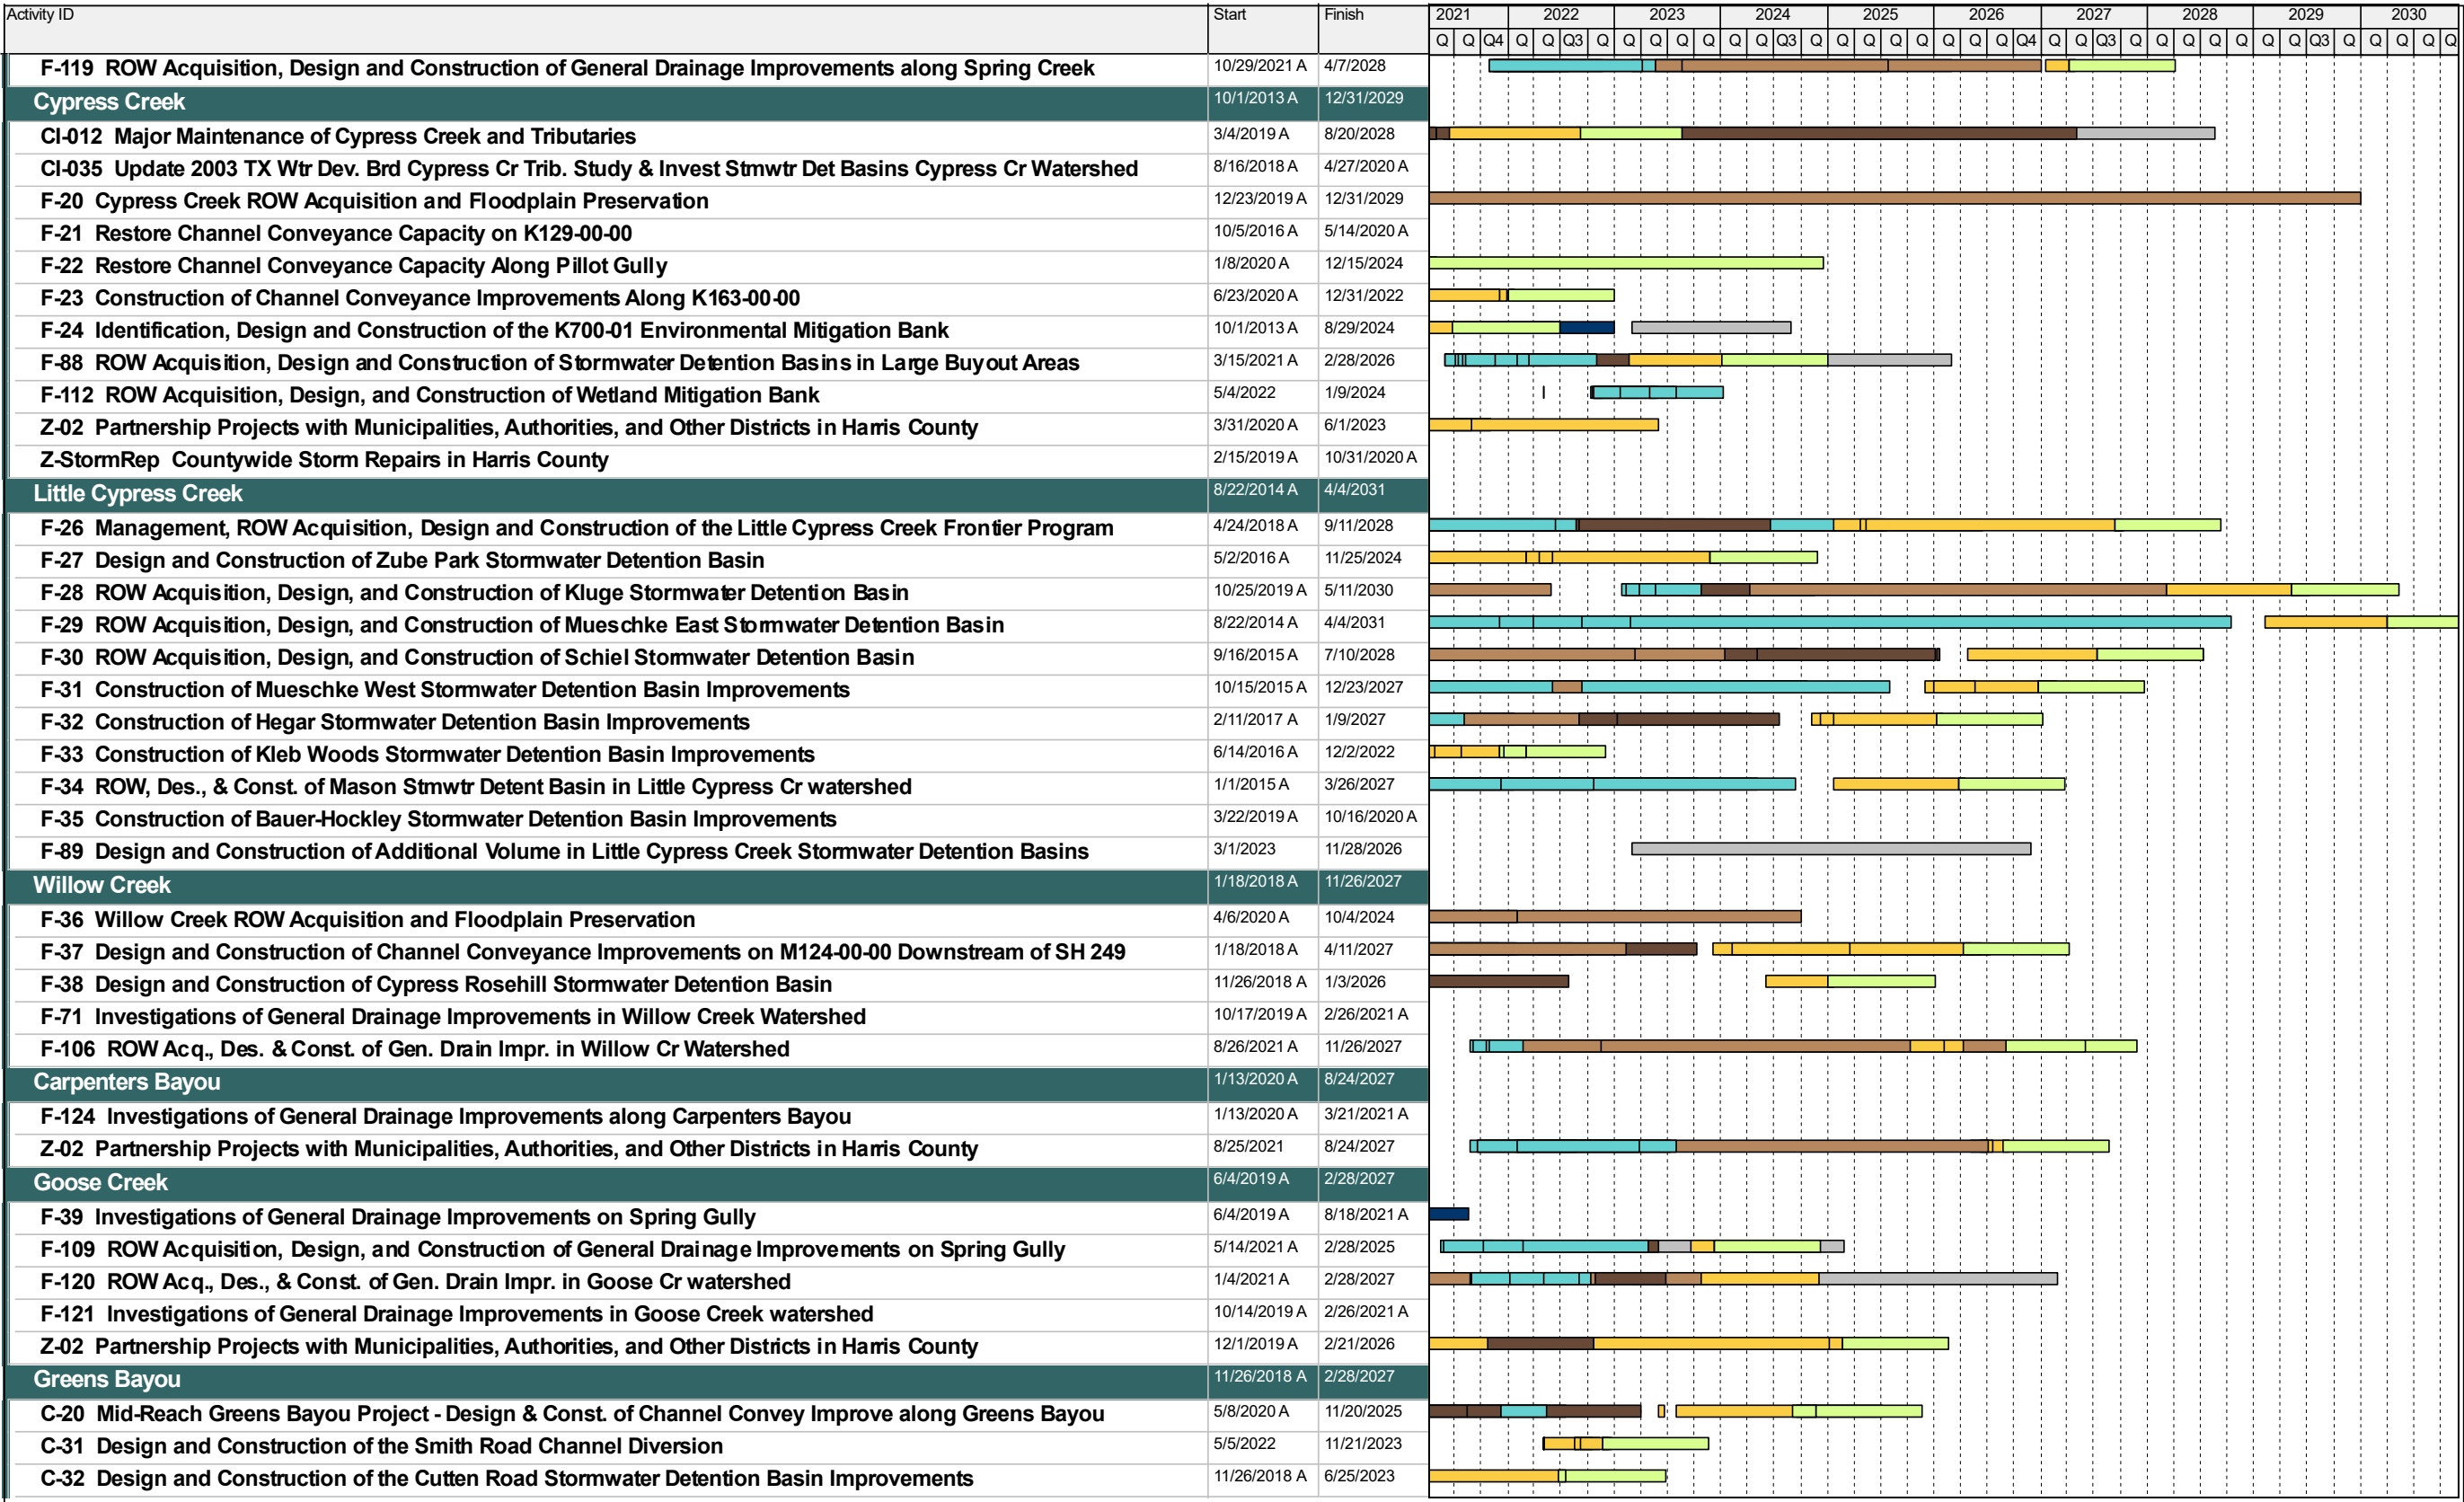 Activity ID Start Finish 2021 2022 2023 2024 2025 2026 2027 2028 2029 2030
Q Q Q4 Q Q Q3 Q Q Q Q Q Q Q3 Q Q Q Q Q Q Q Q Q4 Q Q Q3 Q Q Q Q Q Q Q Q3 Q Q Q Q Q
F-119 ROW Acquisition, Design and Construction of General Drainage Improvements along Spring Creek 10/29/2021 A 4/7/2028
Cypress Creek 10/1/2013 A 12/31/2029
CI-012 Major Maintenance of Cypress Creek and Tributaries 3/4/2019 A 8/20/2028
CI-035 Update 2003 TX Wtr Dev. Brd Cypress Cr Trib. Study & Invest Stmwtr Det Basins Cypress Cr Watershed 8/16/2018 A 4/27/2020 A
F-20 Cypress Creek ROW Acquisition and Floodplain Preservation 12/23/2019 A 12/31/2029
F-21 Restore Channel Conveyance Capacity on K129-00-00 10/5/2016 A 5/14/2020 A
F-22 Restore Channel Conveyance Capacity Along Pillot Gully 1/8/2020 A 12/15/2024
F-23 Construction of Channel Conveyance Improvements Along K163-00-00 6/23/2020 A 12/31/2022
F-24 Identification, Design and Construction of the K700-01 Environmental Mitigation Bank 10/1/2013 A 8/29/2024
F-88 ROW Acquisition, Design and Construction of Stormwater Detention Basins in Large Buyout Areas 3/15/2021 A 2/28/2026
F-112 ROW Acquisition, Design, and Construction of Wetland Mitigation Bank 5/4/2022 1/9/2024
Z-02 Partnership Projects with Municipalities, Authorities, and Other Districts in Harris County 3/31/2020 A 6/1/2023
Z-StormRep Countywide Storm Repairs in Harris County 2/15/2019 A 10/31/2020 A
Little Cypress Creek 8/22/2014 A 4/4/2031
F-26 Management, ROW Acquisition, Design and Construction of the Little Cypress Creek Frontier Program 4/24/2018 A 9/11/2028
F-27 Design and Construction of Zube Park Stormwater Detention Basin 5/2/2016 A 11/25/2024
F-28 ROW Acquisition, Design, and Construction of Kluge Stormwater Detention Basin 10/25/2019 A 5/11/2030
F-29 ROW Acquisition, Design, and Construction of Mueschke East Stormwater Detention Basin 8/22/2014 A 4/4/2031
F-30 ROW Acquisition, Design, and Construction of Schiel Stormwater Detention Basin 9/16/2015 A 7/10/2028
F-31 Construction of Mueschke West Stormwater Detention Basin Improvements 10/15/2015 A 12/23/2027
F-32 Construction of Hegar Stormwater Detention Basin Improvements 2/11/2017 A 1/9/2027
F-33 Construction of Kleb Woods Stormwater Detention Basin Improvements 6/14/2016 A 12/2/2022
F-34 ROW, Des., & Const. of Mason Stmwtr Detent Basin in Little Cypress Cr watershed 1/1/2015 A 3/26/2027
F-35 Construction of Bauer-Hockley Stormwater Detention Basin Improvements 3/22/2019 A 10/16/2020 A
F-89 Design and Construction of Additional Volume in Little Cypress Creek Stormwater Detention Basins 3/1/2023 11/28/2026
Willow Creek 1/18/2018 A 11/26/2027
F-36 Willow Creek ROW Acquisition and Floodplain Preservation 4/6/2020 A 10/4/2024
F-37 Design and Construction of Channel Conveyance Improvements on M124-00-00 Downstream of SH 249 1/18/2018 A 4/11/2027
F-38 Design and Construction of Cypress Rosehill Stormwater Detention Basin 11/26/2018 A 1/3/2026
F-71 Investigations of General Drainage Improvements in Willow Creek Watershed 10/17/2019 A 2/26/2021 A
F-106 ROW Acq., Des. & Const. of Gen. Drain Impr. in Willow Cr Watershed 8/26/2021 A 11/26/2027
Carpenters Bayou 1/13/2020 A 8/24/2027
F-124 Investigations of General Drainage Improvements along Carpenters Bayou 1/13/2020 A 3/21/2021 A
Z-02 Partnership Projects with Municipalities, Authorities, and Other Districts in Harris County 8/25/2021 8/24/2027
Goose Creek 6/4/2019 A 2/28/2027
F-39 Investigations of General Drainage Improvements on Spring Gully 6/4/2019 A 8/18/2021 A
F-109 ROW Acquisition, Design, and Construction of General Drainage Improvements on Spring Gully 5/14/2021 A 2/28/2025
F-120 ROW Acq., Des., & Const. of Gen. Drain Impr. in Goose Cr watershed 1/4/2021 A 2/28/2027
F-121 Investigations of General Drainage Improvements in Goose Creek watershed 10/14/2019 A 2/26/2021 A
Z-02 Partnership Projects with Municipalities, Authorities, and Other Districts in Harris County 12/1/2019 A 2/21/2026
Greens Bayou 11/26/2018 A 2/28/2027
C-20 Mid-Reach Greens Bayou Project - Design & Const. of Channel Convey Improve along Greens Bayou 5/8/2020 A 11/20/2025
C-31 Design and Construction of the Smith Road Channel Diversion 5/5/2022 11/21/2023
C-32 Design and Construction of the Cutten Road Stormwater Detention Basin Improvements 11/26/2018 A 6/25/2023